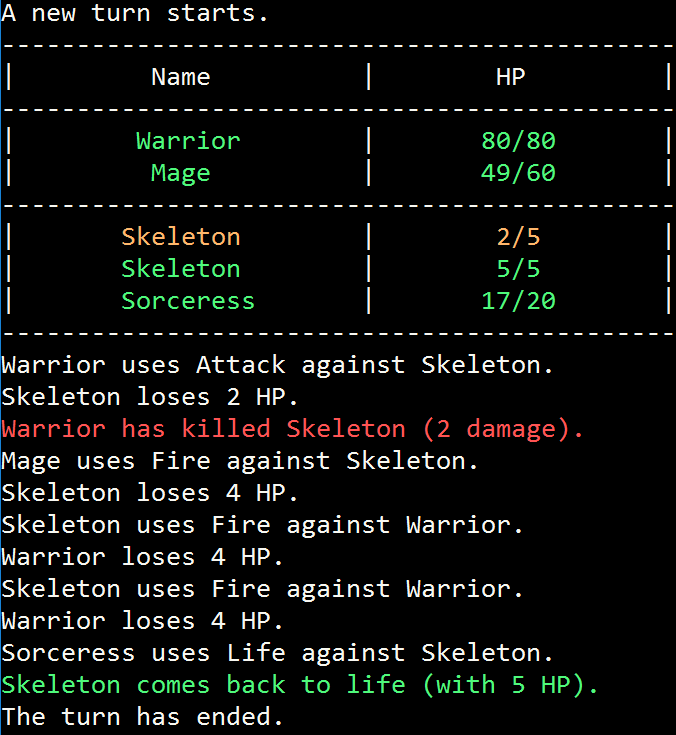 A new turn starts.
---------------------------------------------
|         Name          |        HP         |
---------------------------------------------
|        Warrior        |       80/80       |
|         Mage          |       49/60       |
---------------------------------------------
|       Skeleton        |        2/5        |
|       Skeleton        |        5/5        |
|       Sorceress       |       17/20       |
---------------------------------------------
Warrior uses Attack against Skeleton.
Skeleton loses 2 HP.
Warrior has killed Skeleton (2 damage).
Mage uses Fire against Skeleton.
Skeleton loses 4 HP.
Skeleton uses Fire against Warrior.
Warrior loses 4 HP.
Skeleton uses Fire against Warrior.
Warrior loses 4 HP.
Sorceress uses Life against Skeleton.
Skeleton comes back to life (with 5 HP).
The turn has ended.